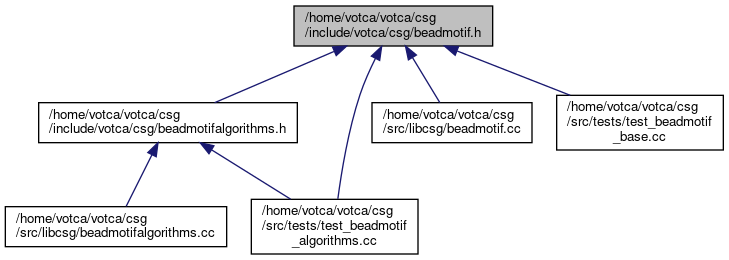 /home/votca/votca/csg
/include/votca/csg/beadmotif.h
/home/votca/votca/csg
/include/votca/csg/beadmotifalgorithms.h
/home/votca/votca/csg
/src/libcsg/beadmotif.cc
/home/votca/votca/csg
/src/tests/test_beadmotif
_base.cc
/home/votca/votca/csg
/src/libcsg/beadmotifalgorithms.cc
/home/votca/votca/csg
/src/tests/test_beadmotif
_algorithms.cc